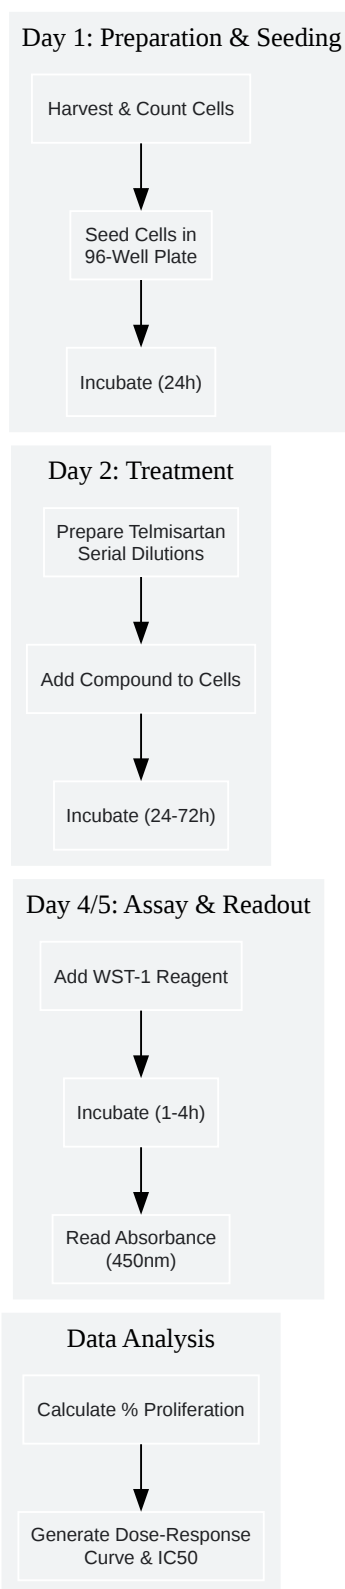 Day 1: Preparation & Seeding
Harvest & Count Cells
Seed Cells in
96-Well Plate
Incubate (24h)
Day 2: Treatment
Prepare Telmisartan
Serial Dilutions
Add Compound to Cells
Incubate (24-72h)
Day 4/5: Assay & Readout
Add WST-1 Reagent
Incubate (1-4h)
Read Absorbance
(450nm)
Data Analysis
Calculate % Proliferation
Generate Dose-Response
Curve & IC50